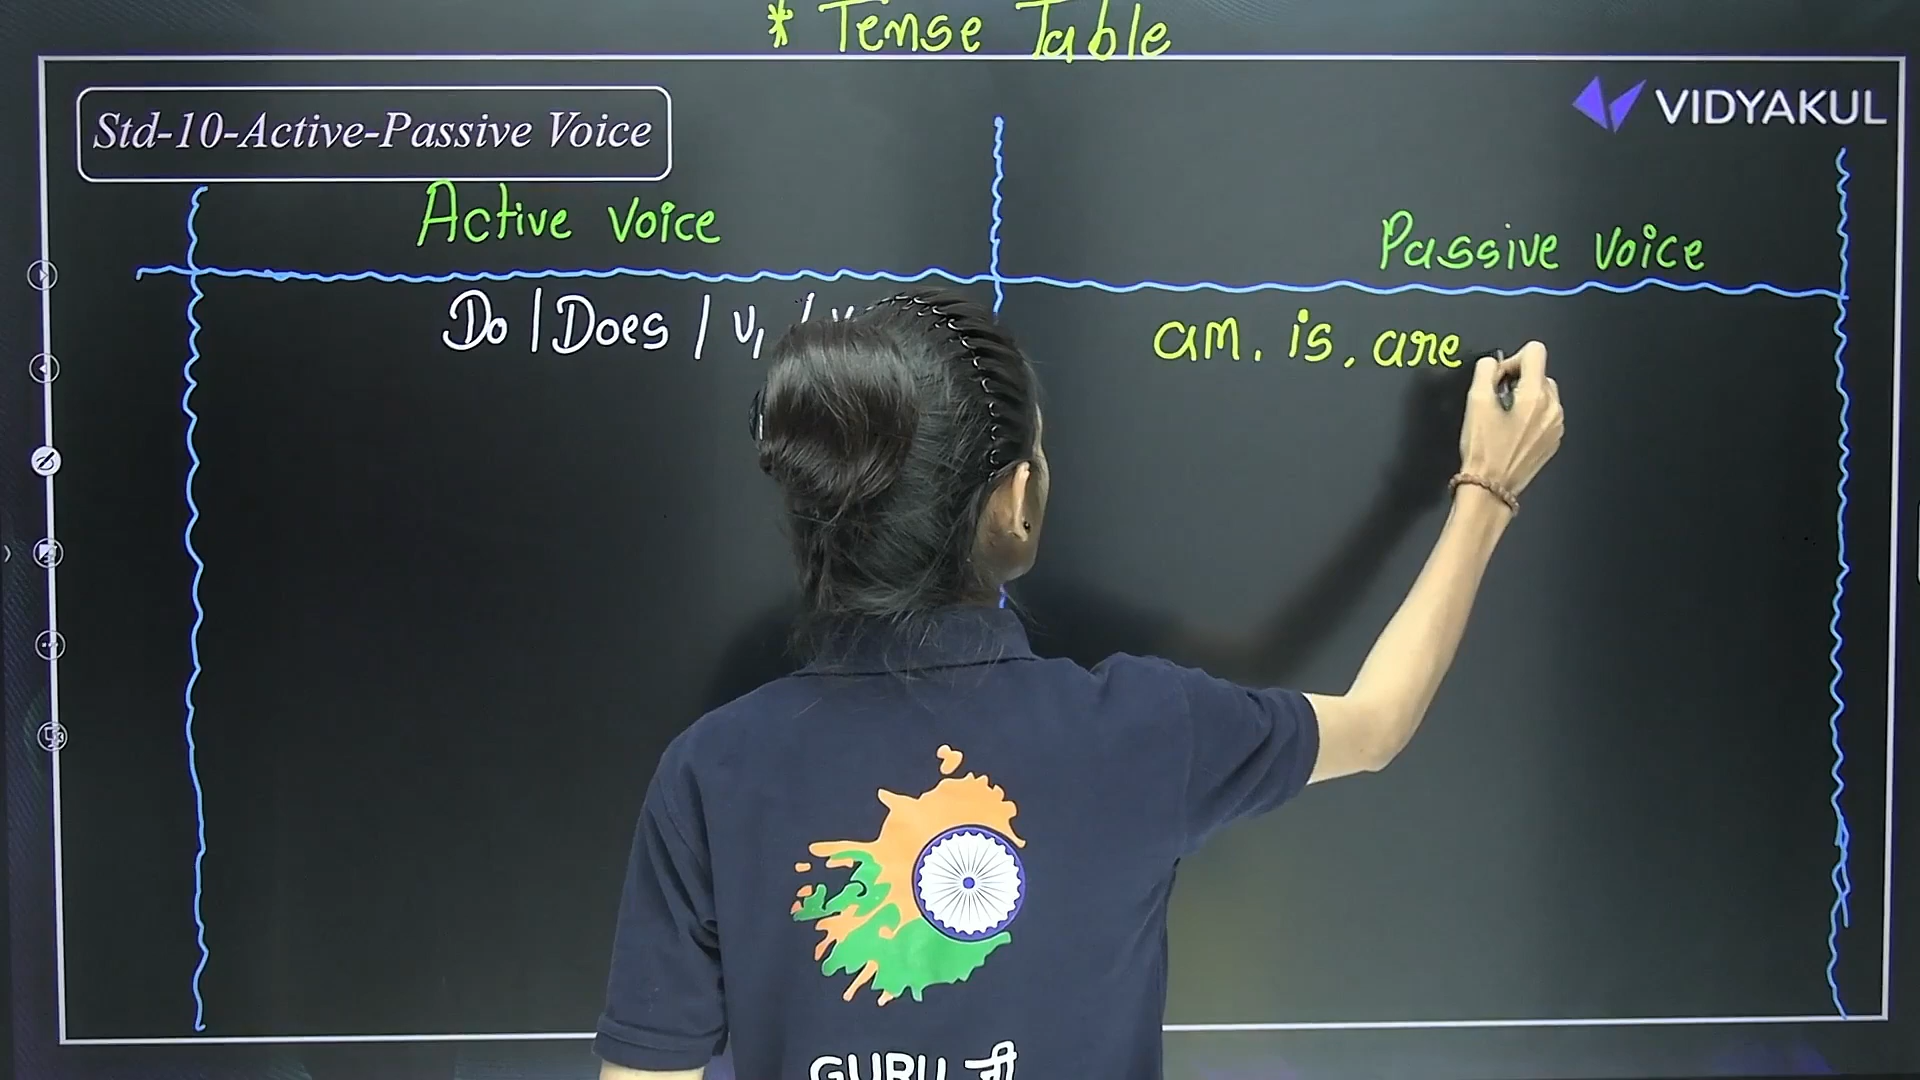 * Tense Table
Std-10-Active-Passive Voice
VIDYAKUL
Active Voice
Passive Voice
Do / Does / V₁ /
am. is, are
GURU जी